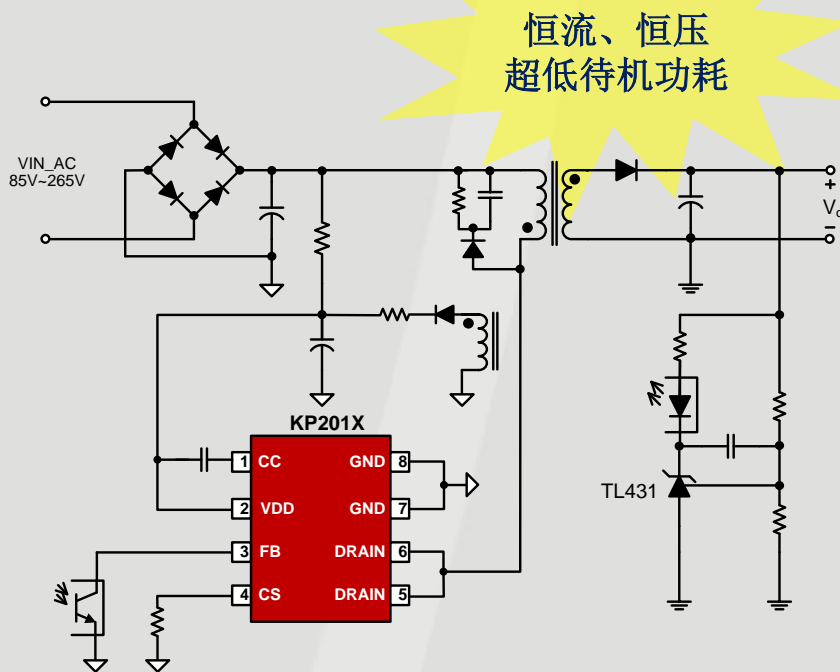 恒流、恒压
超低待机功耗
VIN_AC
85V~265V
+
V
−
KP201X
1 CC
GND 8
2 VDD
GND 7
3 FB
DRAIN 6
4 CS
DRAIN 5
TL431